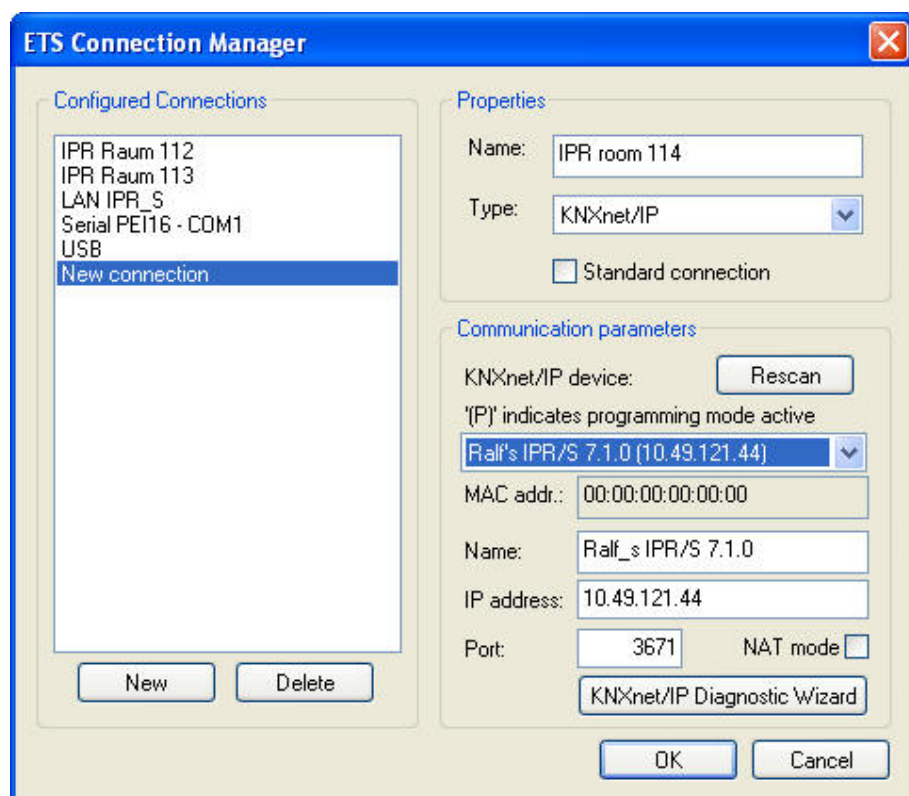 ETS Connection Manager
Configured Connections
IPR Raum 112
IPR Raum 113
LAN IPR_S
Serial PEI16 - COM1
USB
New connection
New
Delete
Properties
Name: IPR room 114
Type: KNXnet/IP
Standard connection
Communication parameters
KNXnet/IP device: Rescan
'(P)' indicates programming mode active
Ralf's IPR/S 7.1.0 (10.49.121.44)
MAC addr.: 00:00:00:00:00:00
Name: Ralf_s IPR/S 7.1.0
IP address: 10.49.121.44
Port: 3671 NAT mode
KNXnet/IP Diagnostic Wizard
OK
Cancel